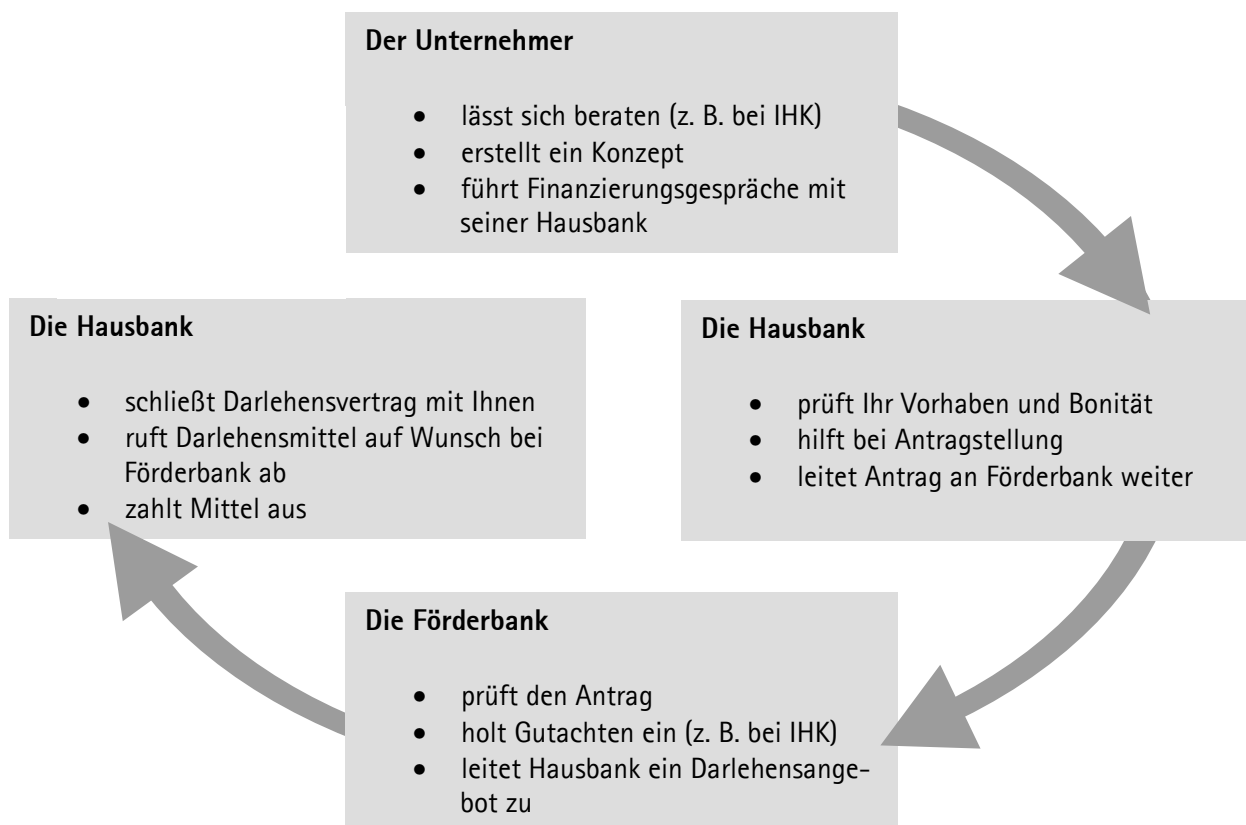 Der Unternehmer
• lässt sich beraten (z. B. bei IHK)
• erstellt ein Konzept
• führt Finanzierungsgespräche mit
seiner Hausbank
Die Hausbank
• prüft Ihr Vorhaben und Bonität
• hilft bei Antragstellung
• leitet Antrag an Förderbank weiter
Die Förderbank
• prüft den Antrag
• holt Gutachten ein (z. B. bei IHK)
• leitet Hausbank ein Darlehensange-
bot zu
Die Hausbank
• schließt Darlehensvertrag mit Ihnen
• ruft Darlehensmittel auf Wunsch bei
Förderbank ab
• zahlt Mittel aus